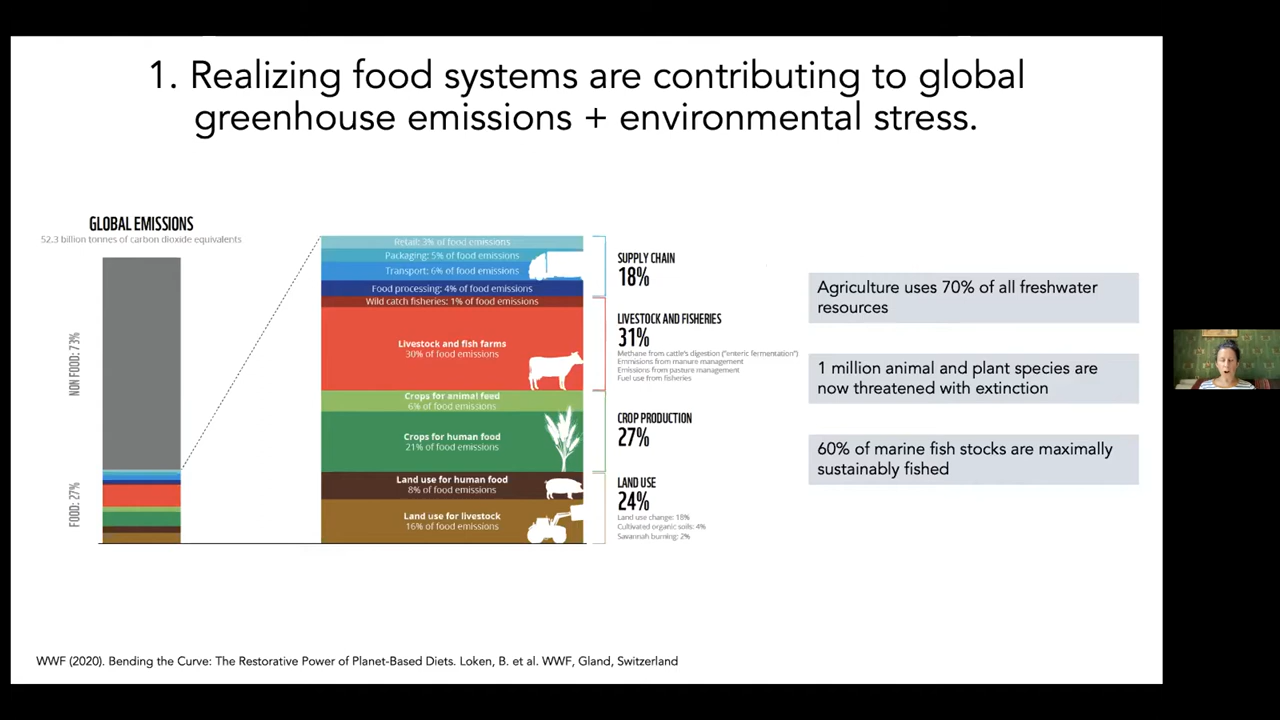 1. Realizing food systems are contributing to global
greenhouse emissions + environmental stress.
GLOBAL EMISSIONS
52.3 billion tonnes of carbon dioxide equivalents
NON FOOD: 73%
FOOD: 27%
Retail: 3% of food emissions
Packaging: 5% of food emissions
Transport: 6% of food emissions
Food processing: 4% of food emissions
Wild catch fisheries: 1% of food emissions
Livestock and fish farms
30% of food emissions
Crops for animal feed
6% of food emissions
Crops for human food
21% of food emissions
Land use for human food
8% of food emissions
Land use for livestock
16% of food emissions
SUPPLY CHAIN
18%
LIVESTOCK AND FISHERIES
31%
Methane from cattle's digestion ("enteric fermentation")
Emmisions from manure management
Emissions from pasture management
Fuel use from fisheries
CROP PRODUCTION
27%
LAND USE
24%
Land use change: 18%
Cultivated organic soils: 4%
Savannah burning: 2%
Agriculture uses 70% of all freshwater
resources
1 million animal and plant species are
now threatened with extinction
60% of marine fish stocks are maximally
sustainably fished
WWF (2020). Bending the Curve: The Restorative Power of Planet-Based Diets. Loken, B. et al. WWF, Gland, Switzerland